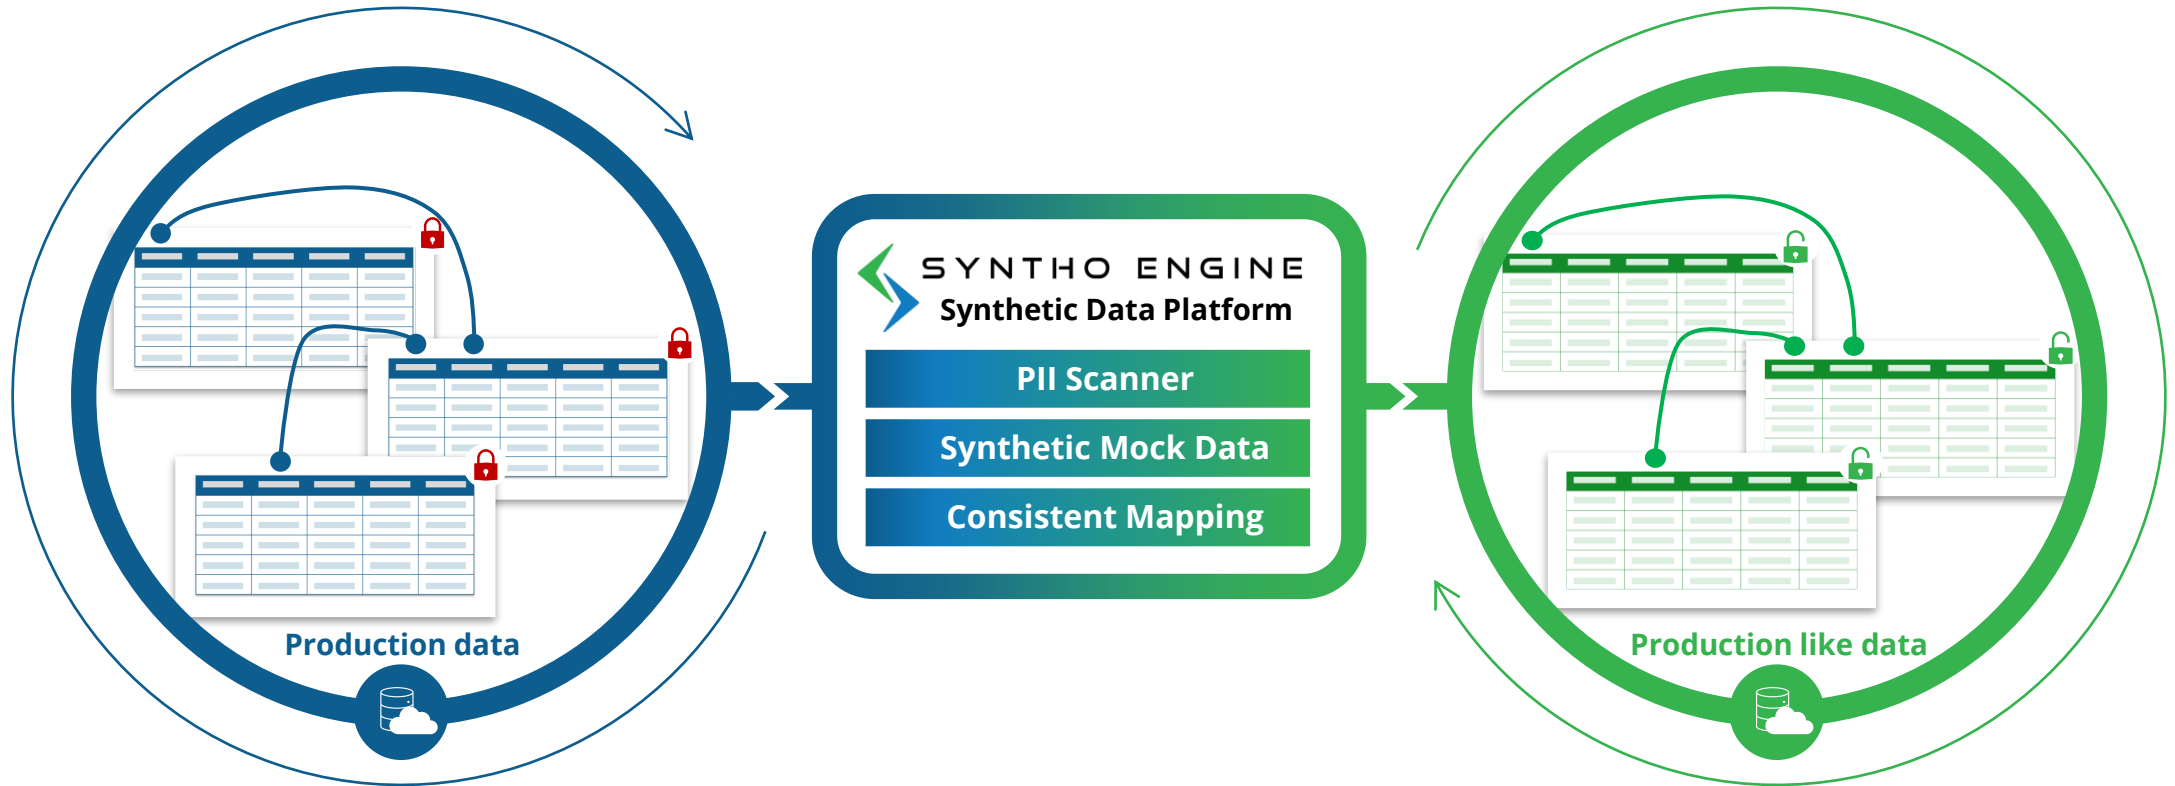 SYNTHO ENGINE
Synthetic Data Platform
PII Scanner
Synthetic Mock Data
Consistent Mapping
Production data
Production like data